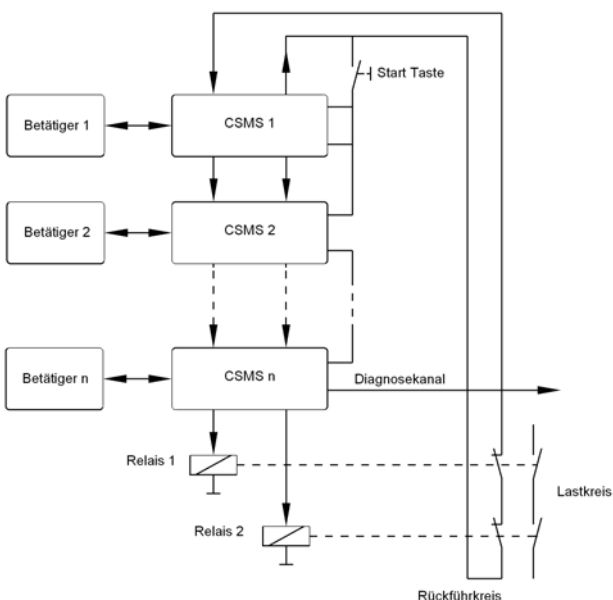 Start Taste
Betätiger 1
CSMS 1
Betätiger 2
CSMS 2
Betätiger n
CSMS n
Diagnosekanal
Relais 1
Lastkreis
Relais 2
Rückführkreis